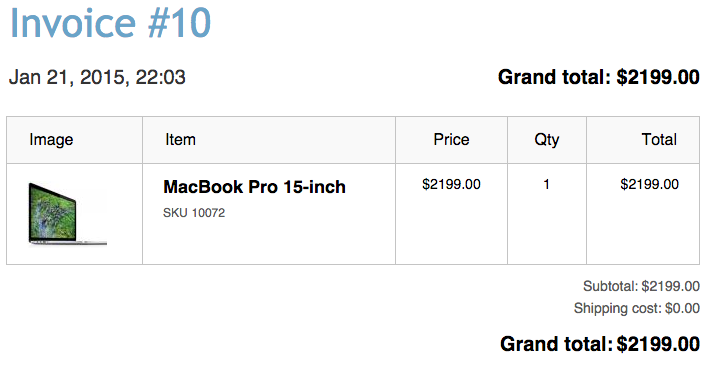 Invoice #10
Jan 21, 2015, 22:03 Grand total: $2199.00
Image Item Price Qty Total
MacBook Pro 15-inch $2199.00 1 $2199.00
SKU 10072
Subtotal: $2199.00
Shipping cost: $0.00
Grand total: $2199.00